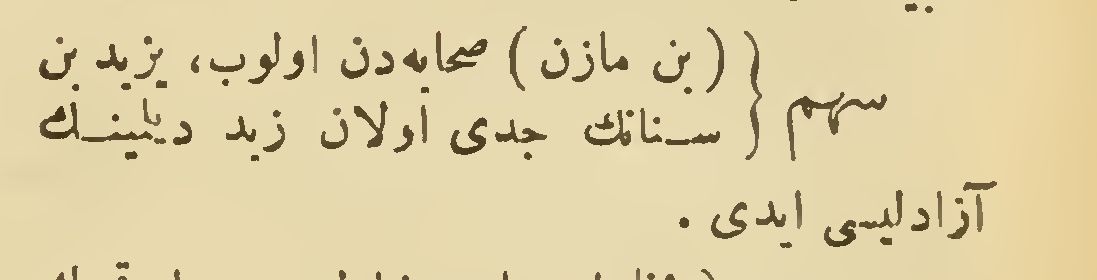 سهم { (بن مازن) صحابه‌دن اولوب، یزید بن
سنانك جدی اولان زید دیلینك
آزادلیسی ایدی .